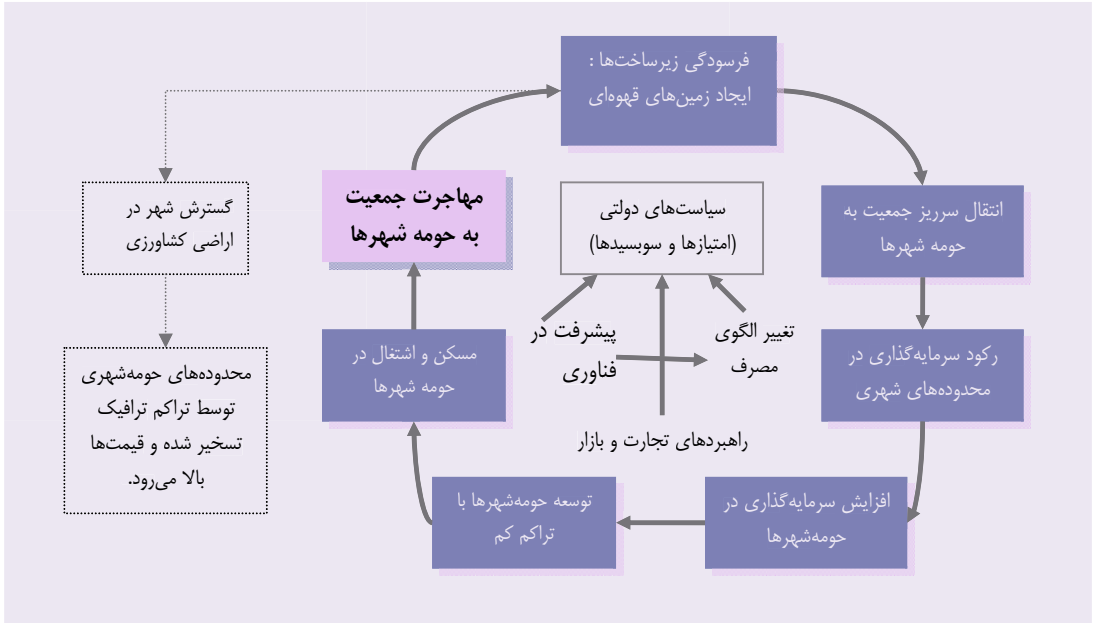 فرسودگی زیرساخت‌ها :
ایجاد زمین‌های قهوه‌ای
انتقال سرریز جمعیت به
حومه شهرها
رکود سرمایه‌گذاری در
محدوده‌های شهری
افزایش سرمایه‌گذاری در
حومه‌شهرها
توسعه حومه‌شهرها با
تراکم کم
مسکن و اشتغال در
حومه شهرها
مهاجرت جمعیت
به حومه شهرها
سیاست‌های دولتی
(امتیازها و سوبسیدها)
تغییر الگوی
مصرف
پیشرفت در
فناوری
راهبردهای تجارت و بازار
گسترش شهر در
اراضی کشاورزی
محدوده‌های حومه‌شهری
توسط تراکم ترافیک
تسخیر شده و قیمت‌ها
بالا می‌رود.